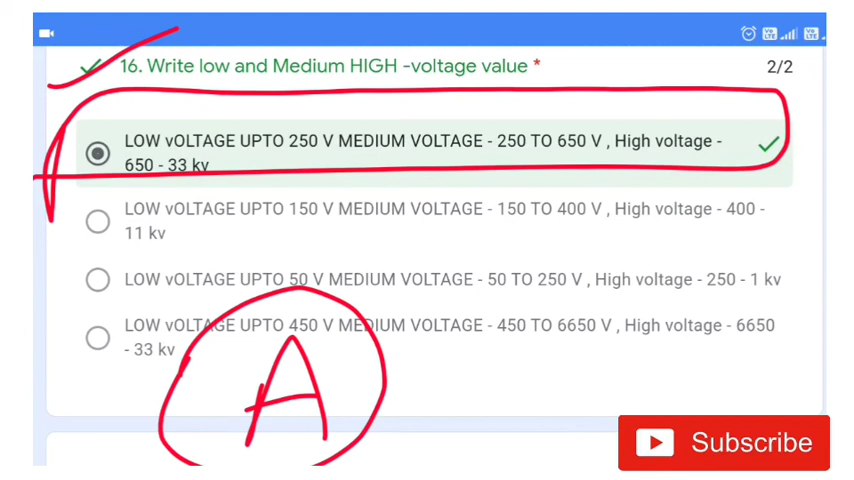 16. Write low and Medium HIGH -voltage value *
2/2
LOW vOLTAGE UPTO 250 V MEDIUM VOLTAGE - 250 TO 650 V , High voltage -
650 - 33 kv
LOW vOLTAGE UPTO 150 V MEDIUM VOLTAGE - 150 TO 400 V , High voltage - 400 -
11 kv
LOW vOLTAGE UPTO 50 V MEDIUM VOLTAGE - 50 TO 250 V , High voltage - 250 - 1 kv
LOW vOLTAGE UPTO 450 V MEDIUM VOLTAGE - 450 TO 6650 V , High voltage - 6650
- 33 kv
A
Subscribe